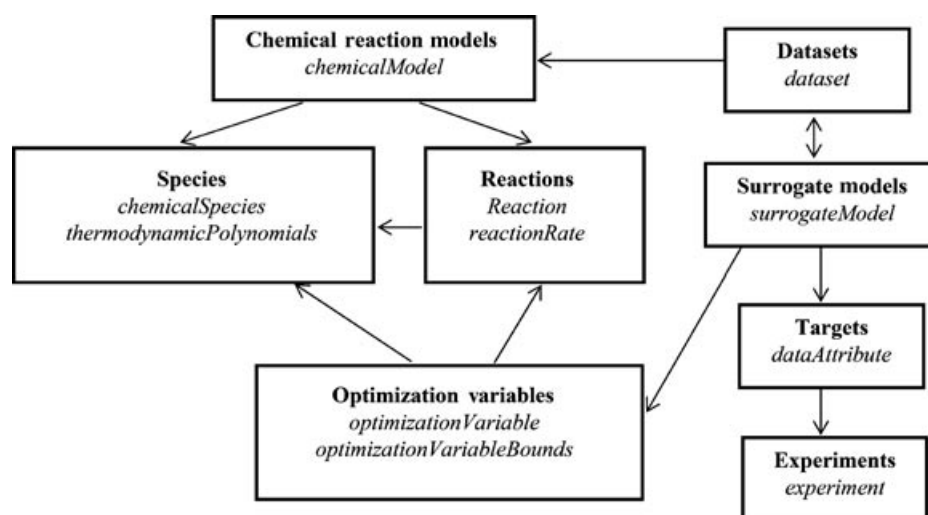 Chemical reaction models
chemicalModel
Datasets
dataset
Species
chemicalSpecies
thermodynamicPolynomials
Reactions
Reaction
reactionRate
Surrogate models
surrogateModel
Targets
dataAttribute
Optimization variables
optimizationVariable
optimizationVariableBounds
Experiments
experiment